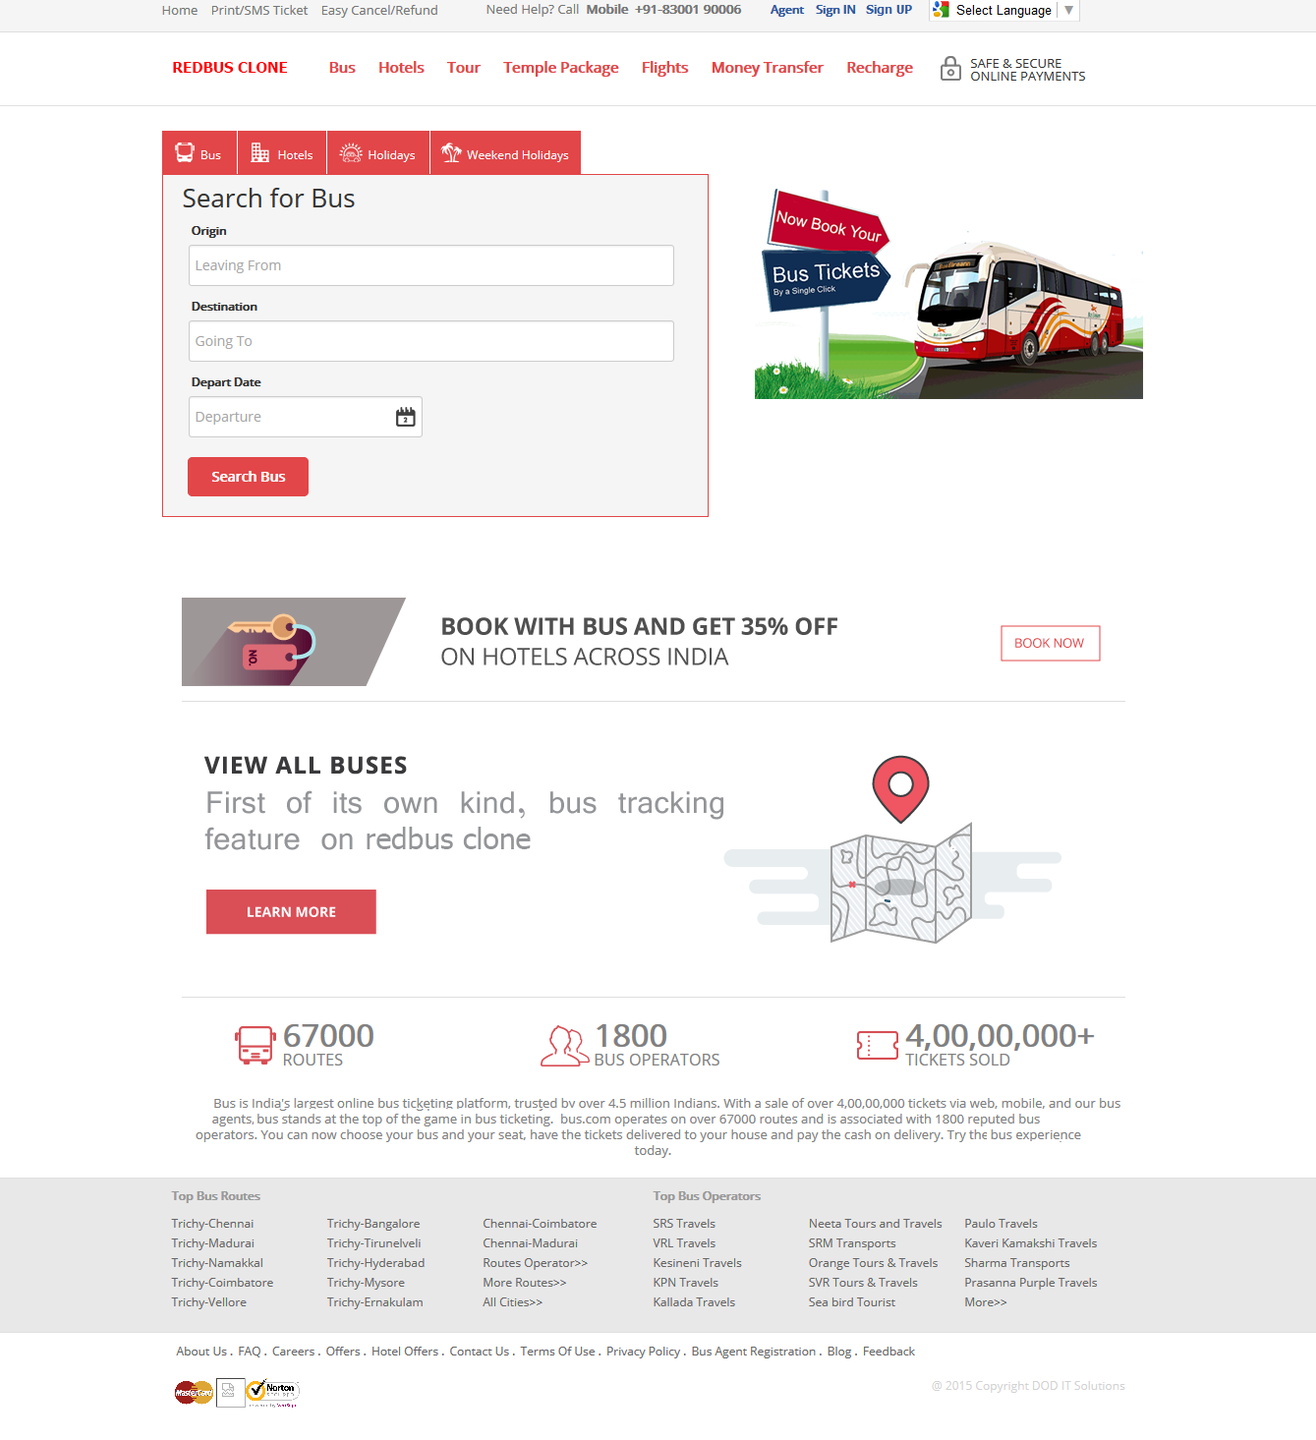 Home Print/SMS Ticket Easy Cancel/Refund Need Help? Call Mobile +91-83001 90006 Agent Sign IN Sign UP Select Language ▼
REDBUS CLONE Bus Hotels Tour Temple Package Flights Money Transfer Recharge SAFE & SECURE
ONLINE PAYMENTS
Bus Hotels Holidays Weekend Holidays
Search for Bus
Origin
Leaving From
Destination
Going To
Depart Date
Departure
Search Bus
Now Book Your
Bus Tickets
By a Single Click
NO.
BOOK WITH BUS AND GET 35% OFF
ON HOTELS ACROSS INDIA
BOOK NOW
VIEW ALL BUSES
First of its own kind, bus tracking
feature on redbus clone
LEARN MORE
67000
ROUTES
1800
BUS OPERATORS
4,00,00,000+
TICKETS SOLD
Bus is India's largest online bus ticketing platform, trusted by over 4.5 million Indians. With a sale of over 4,00,00,000 tickets via web, mobile, and our bus
agents, bus stands at the top of the game in bus ticketing. bus.com operates on over 67000 routes and is associated with 1800 reputed bus
operators. You can now choose your bus and your seat, have the tickets delivered to your house and pay the cash on delivery. Try the bus experience
today.
Top Bus Routes Top Bus Operators
Trichy-Chennai Trichy-Bangalore Chennai-Coimbatore SRS Travels Neeta Tours and Travels Paulo Travels
Trichy-Madurai Trichy-Tirunelveli Chennai-Madurai VRL Travels SRM Transports Kaveri Kamakshi Travels
Trichy-Namakkal Trichy-Hyderabad Routes Operator>> Kesineni Travels Orange Tours & Travels Sharma Transports
Trichy-Coimbatore Trichy-Mysore More Routes>> KPN Travels SVR Tours & Travels Prasanna Purple Travels
Trichy-Vellore Trichy-Ernakulam All Cities>> Kallada Travels Sea bird Tourist More>>
About Us . FAQ . Careers . Offers . Hotel Offers . Contact Us . Terms Of Use . Privacy Policy . Bus Agent Registration . Blog . Feedback
MasterCard Norton
SECURED
@ 2015 Copyright DOD IT Solutions